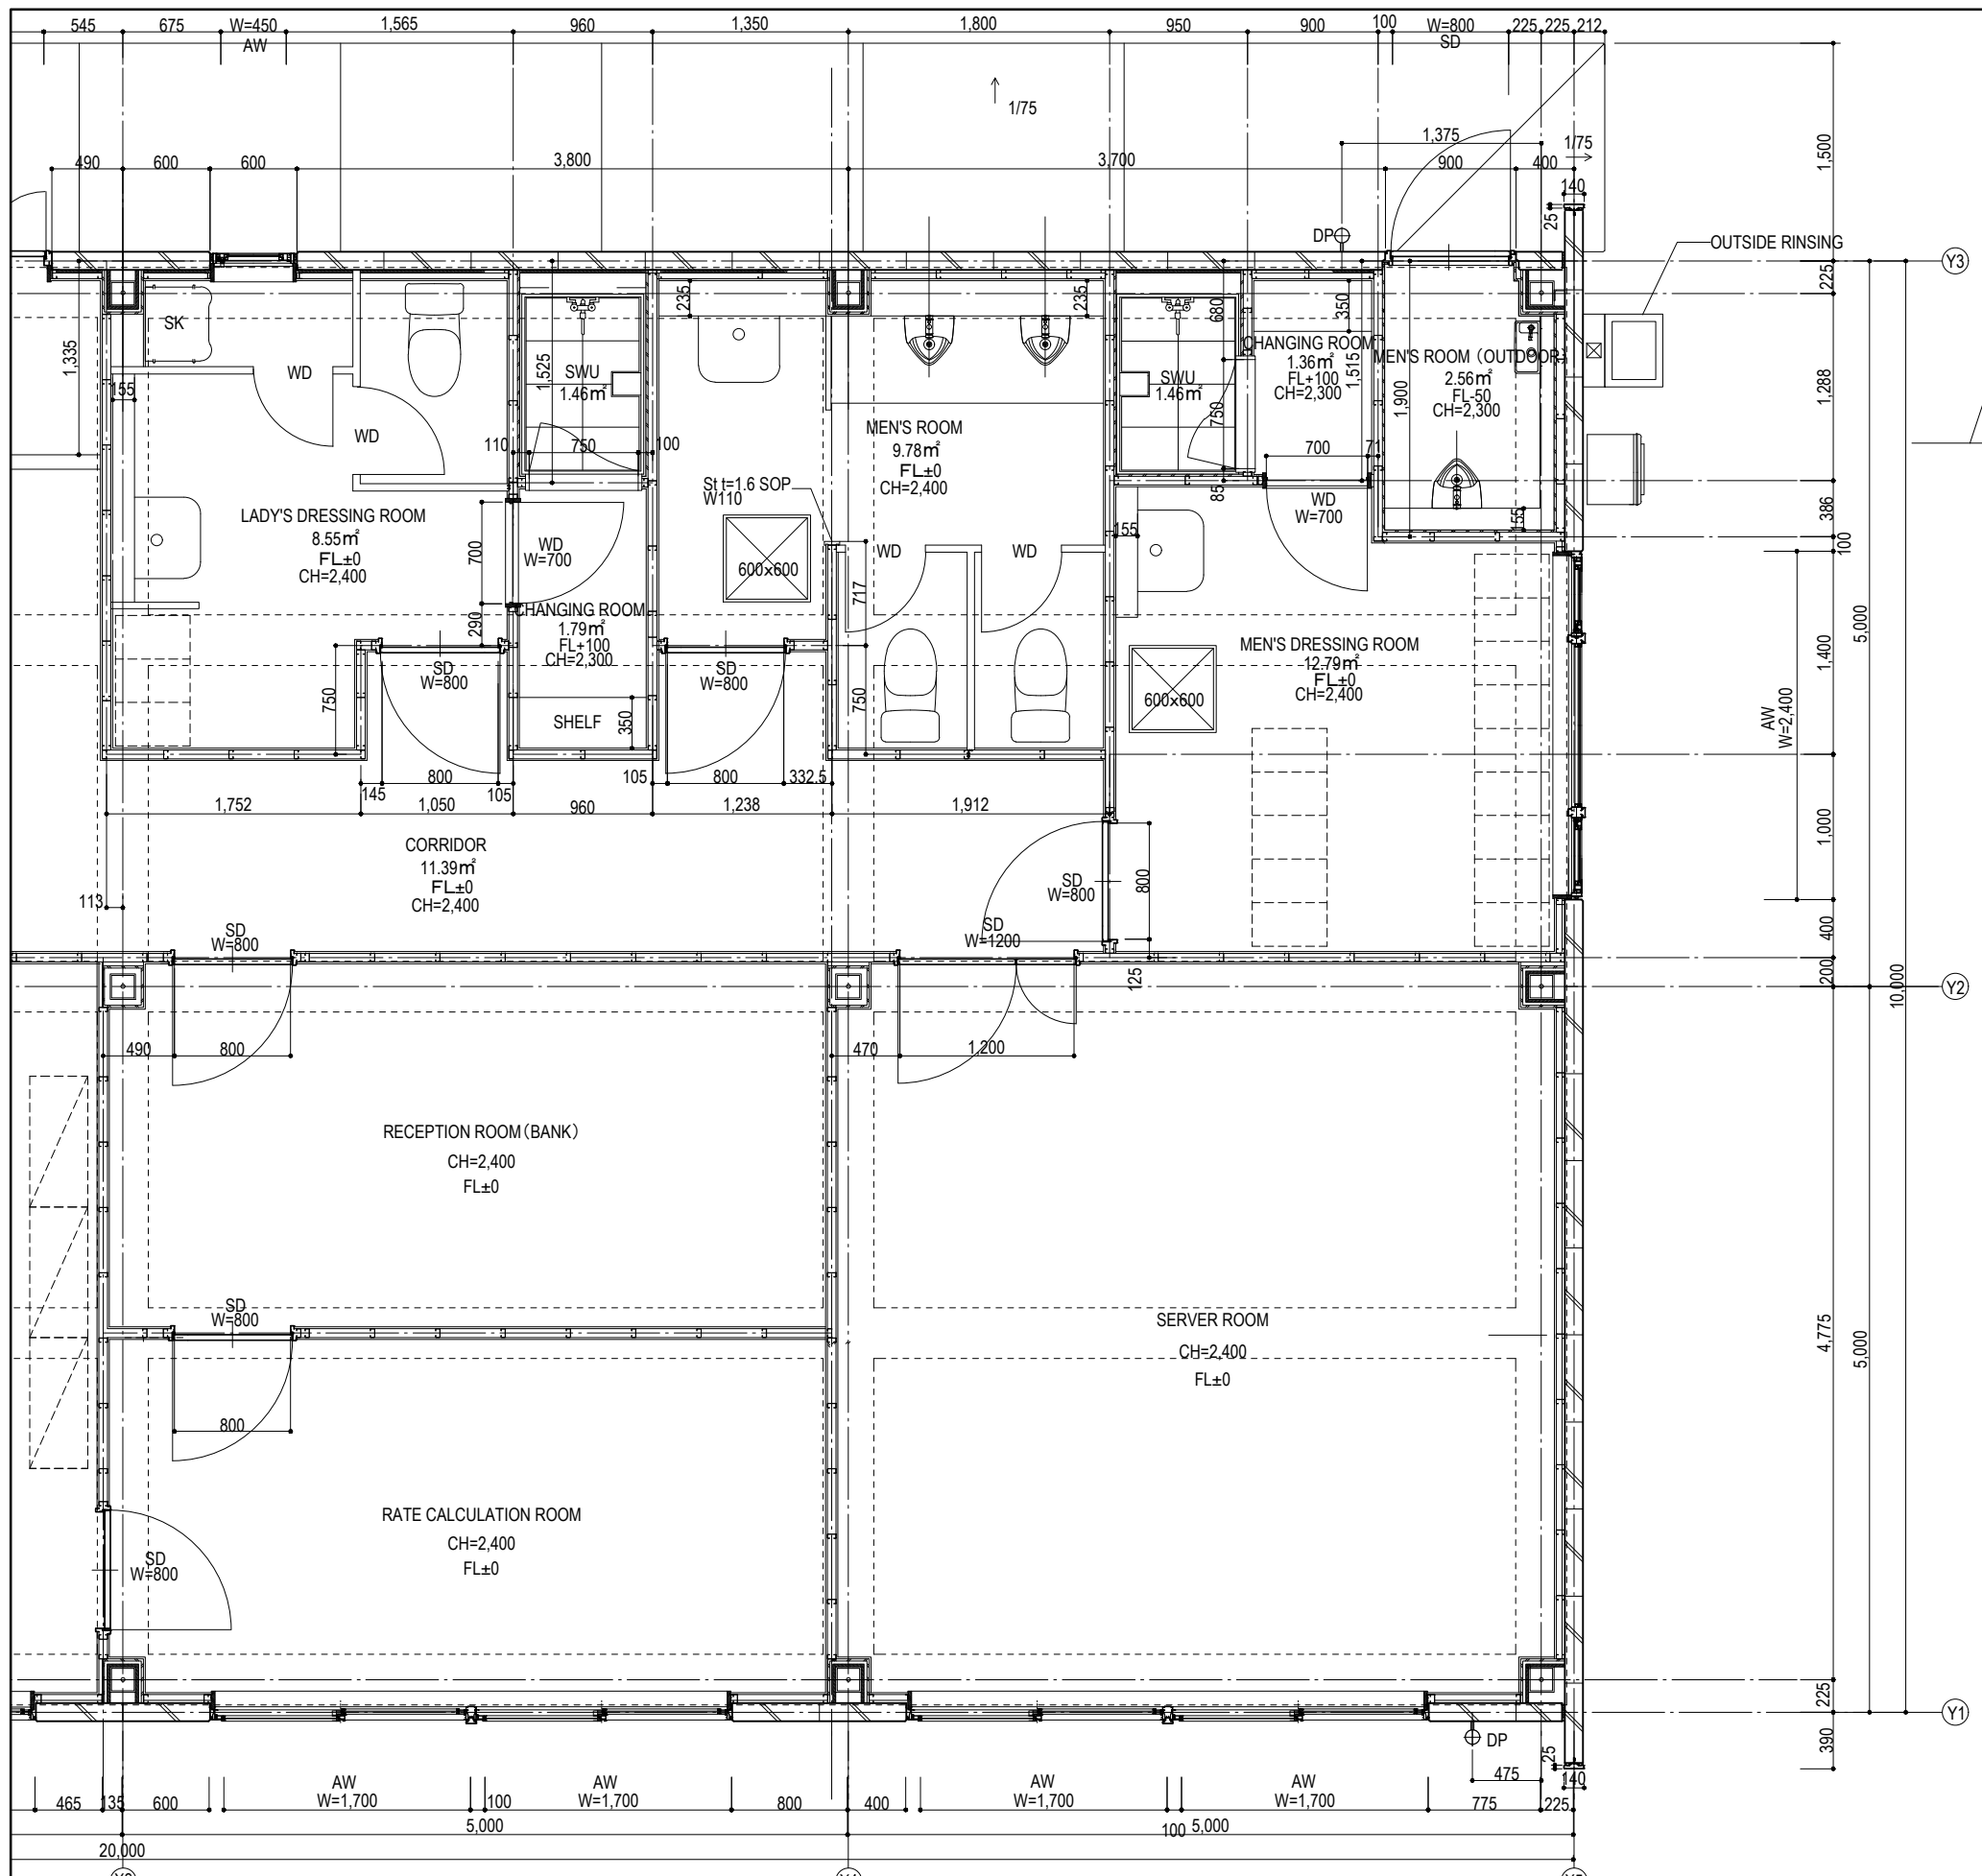 545
675
W=450
AW
1,565
960
1,350
1,800
950
900
100
W=800
SD
225
225
212
1/75
1,375
1/75
490
600
600
3,800
3,700
900
400
140
1,500
25
DP
OUTSIDE RINSING
Y3
225
SK
1,335
155
WD
WD
1,525
SWU
1.46㎡
110
750
100
235
235
MEN'S ROOM
9.78㎡
FL±0
CH=2,400
St t=1.6 SOP
W110
680
SWU
1.46㎡
750
85
CHANGING ROOM
1.36㎡
FL+100
CH=2,300
350
1,515
700
71
1,900
MEN'S ROOM (OUTDOOR
2.56㎡
FL-50
CH=2,300
1,288
386
100
155
WD
W=700
155
LADY'S DRESSING ROOM
8.55㎡
FL±0
CH=2,400
700
290
WD
W=700
CHANGING ROOM
1.79㎡
FL+100
CH=2,300
600x600
717
WD
WD
MEN'S DRESSING ROOM
12.79㎡
FL±0
CH=2,400
600x600
1,400
5,000
AW
W=2,400
SD
W=800
SD
W=800
750
750
SHELF
350
145
800
105
105
800
332.5
1,752
1,050
960
1,238
1,912
1,000
CORRIDOR
11.39㎡
FL±0
CH=2,400
113
SD
W=800
800
SD
W=800
SD
W=1200
125
400
200
10,000
Y2
490
800
470
1,200
RECEPTION ROOM(BANK)
CH=2,400
FL±0
SD
W=800
800
SERVER ROOM
CH=2,400
FL±0
4,775
5,000
RATE CALCULATION ROOM
CH=2,400
FL±0
SD
W=800
225
Y1
390
DP
25
475
140
465
135
600
AW
W=1,700
100
AW
W=1,700
800
400
AW
W=1,700
100
AW
W=1,700
775
225
5,000
5,000
20,000